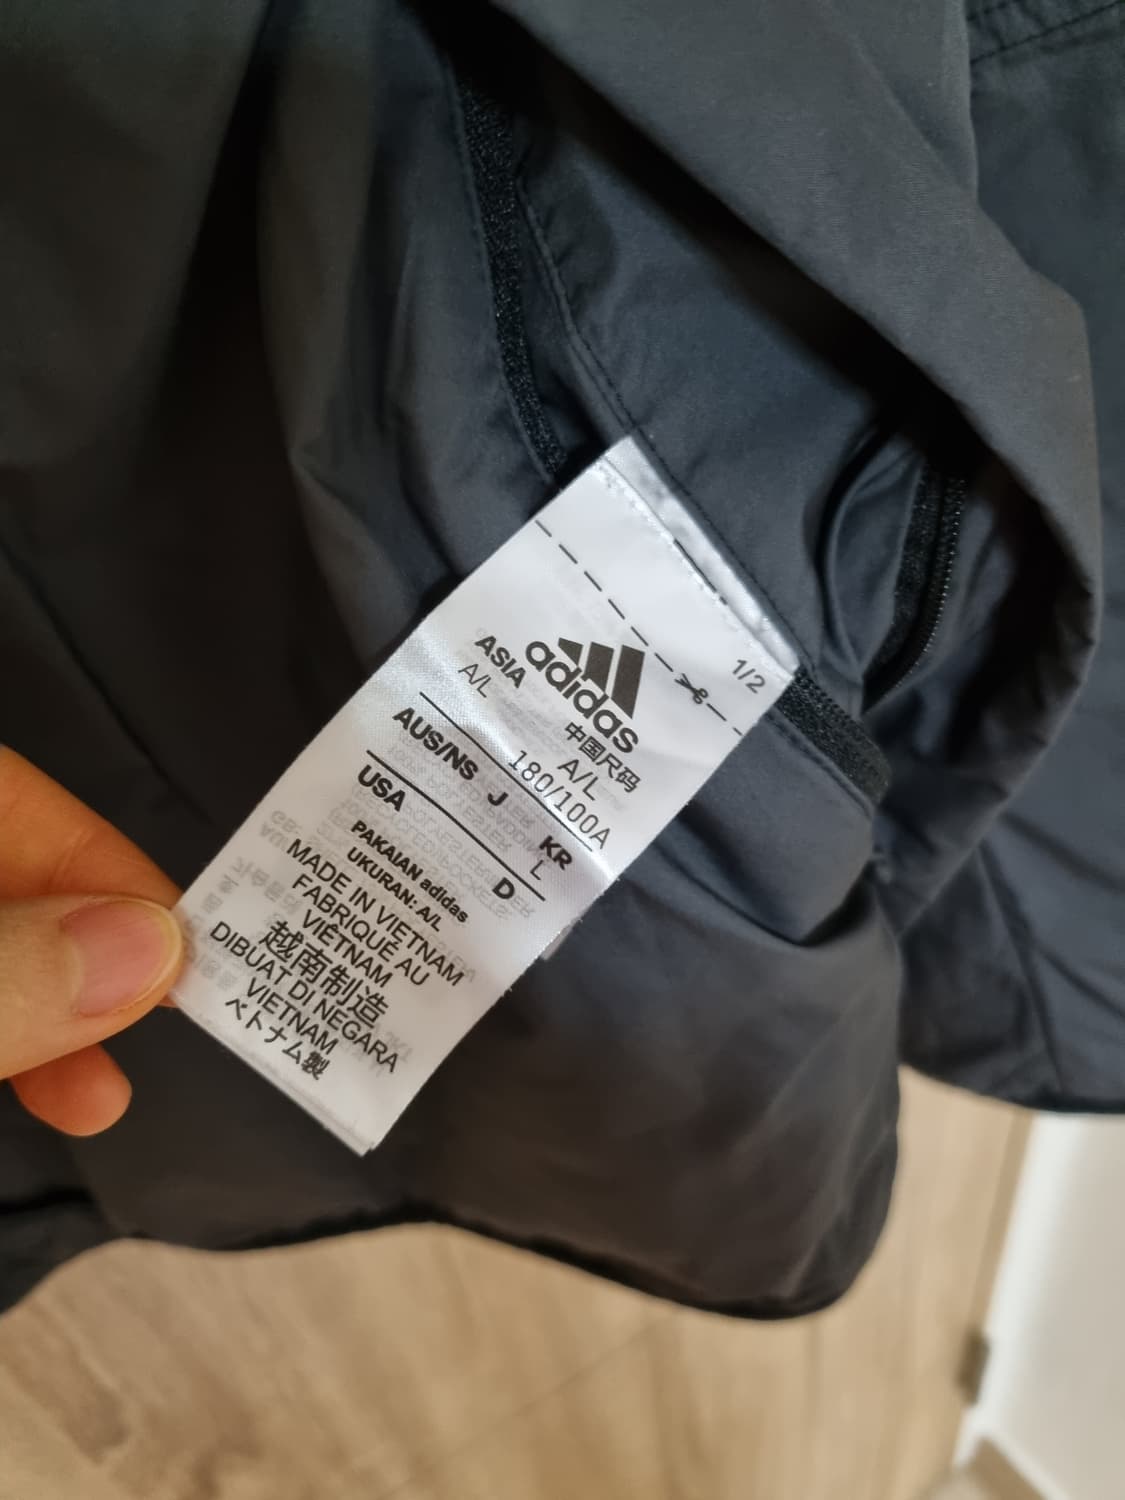 1/2
adidas
ASIA 中国尺码
A/L A/L
180/100A
AUS/NS J KR
L
USA D
PAKAIAN adidas
UKURAN: A/L
MADE IN VIETNAM
FABRIQUÉ AU
VIÊTNAM
越南制造
DIBUAT DI NEGARA
VIETNAM
ベトナム製